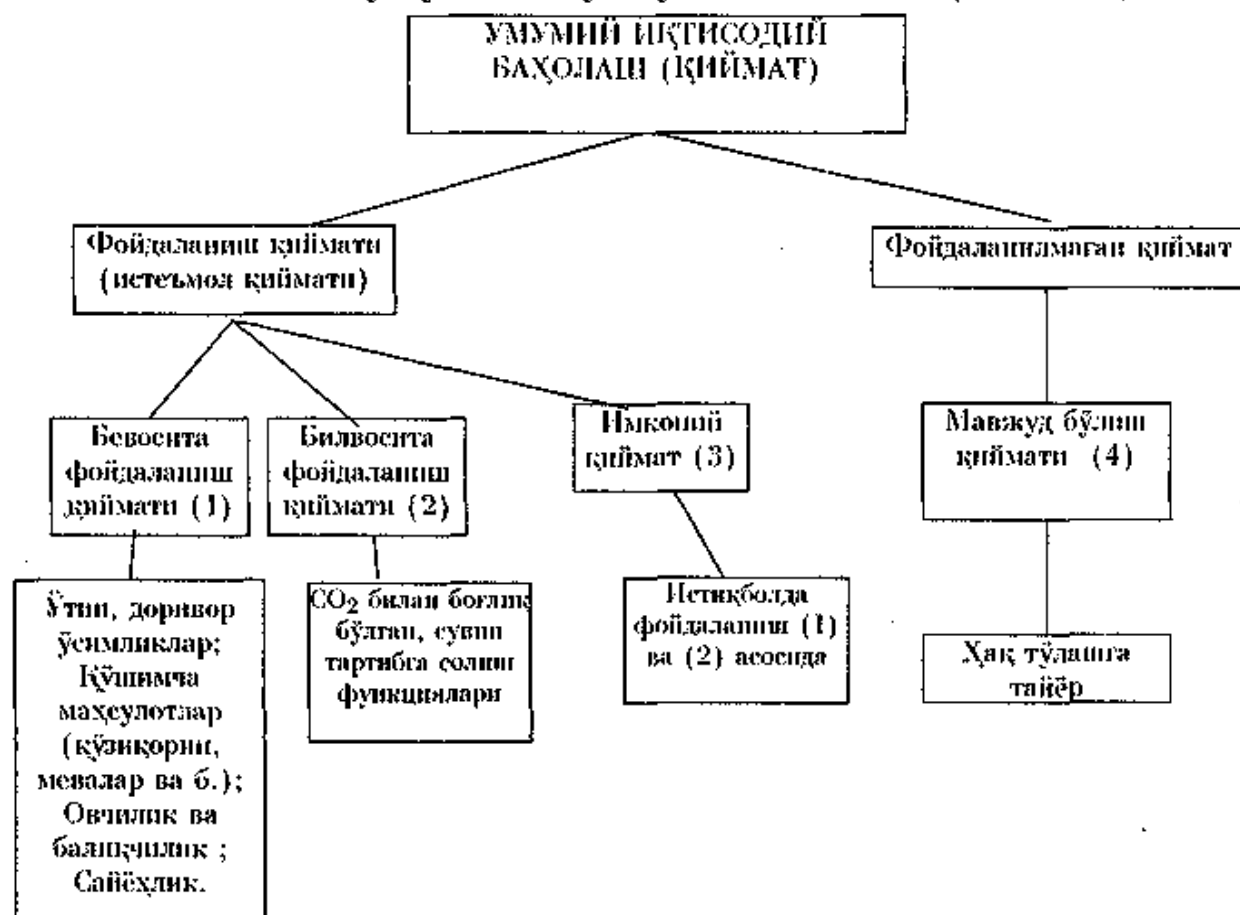 УМУМИЙ ИҚТИСОДИЙ
БАҲОЛАШ (ҚИЙМАТ)
Фойдаланиш қиймати
(истеъмол қиймати)
Фойдаланилмаган қиймат
Бевосита
фойдаланиш
қиймати (1)
Билвосита
фойдаланиш
қиймати (2)
Имконий
қиймат (3)
Мавжуд бўлиш
қиймати (4)
Ўтин, доривор
ўсимликлар;
Қўшимча
маҳсулотлар
(қўзиқорин,
мевалар ва б.);
Овчилик ва
балиқчилик ;
Сайёҳлик.
CO₂ билан боғлиқ
бўлган, сувни
тартибга солиш
функциялари
Истиқболда
фойдаланиш (1)
ва (2) асосида
Ҳақ тўлашга
тайёр